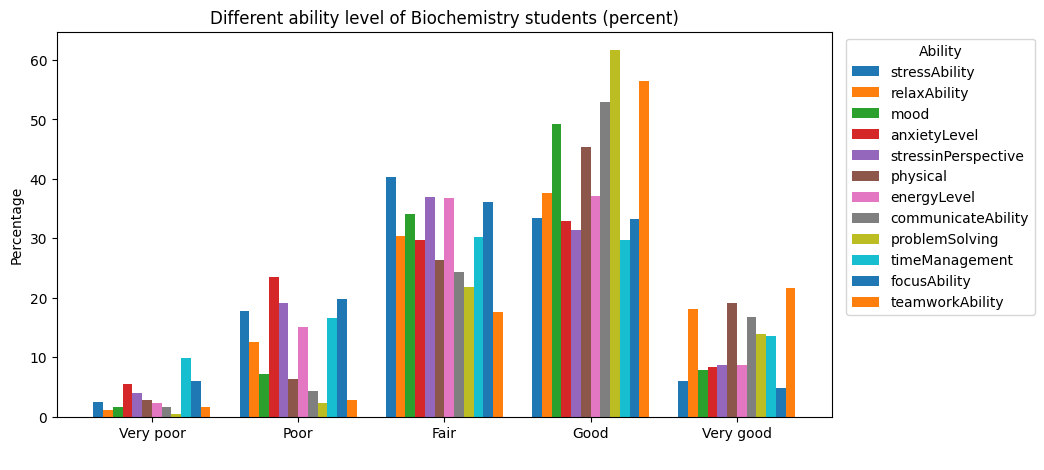 Different ability level of Biochemistry students (percent)
Percentage
60
50
40
30
20
10
0
Very poor
Poor
Fair
Good
Very good
Ability
stressAbility
relaxAbility
mood
anxietyLevel
stressinPerspective
physical
energyLevel
communicateAbility
problemSolving
timeManagement
focusAbility
teamworkAbility